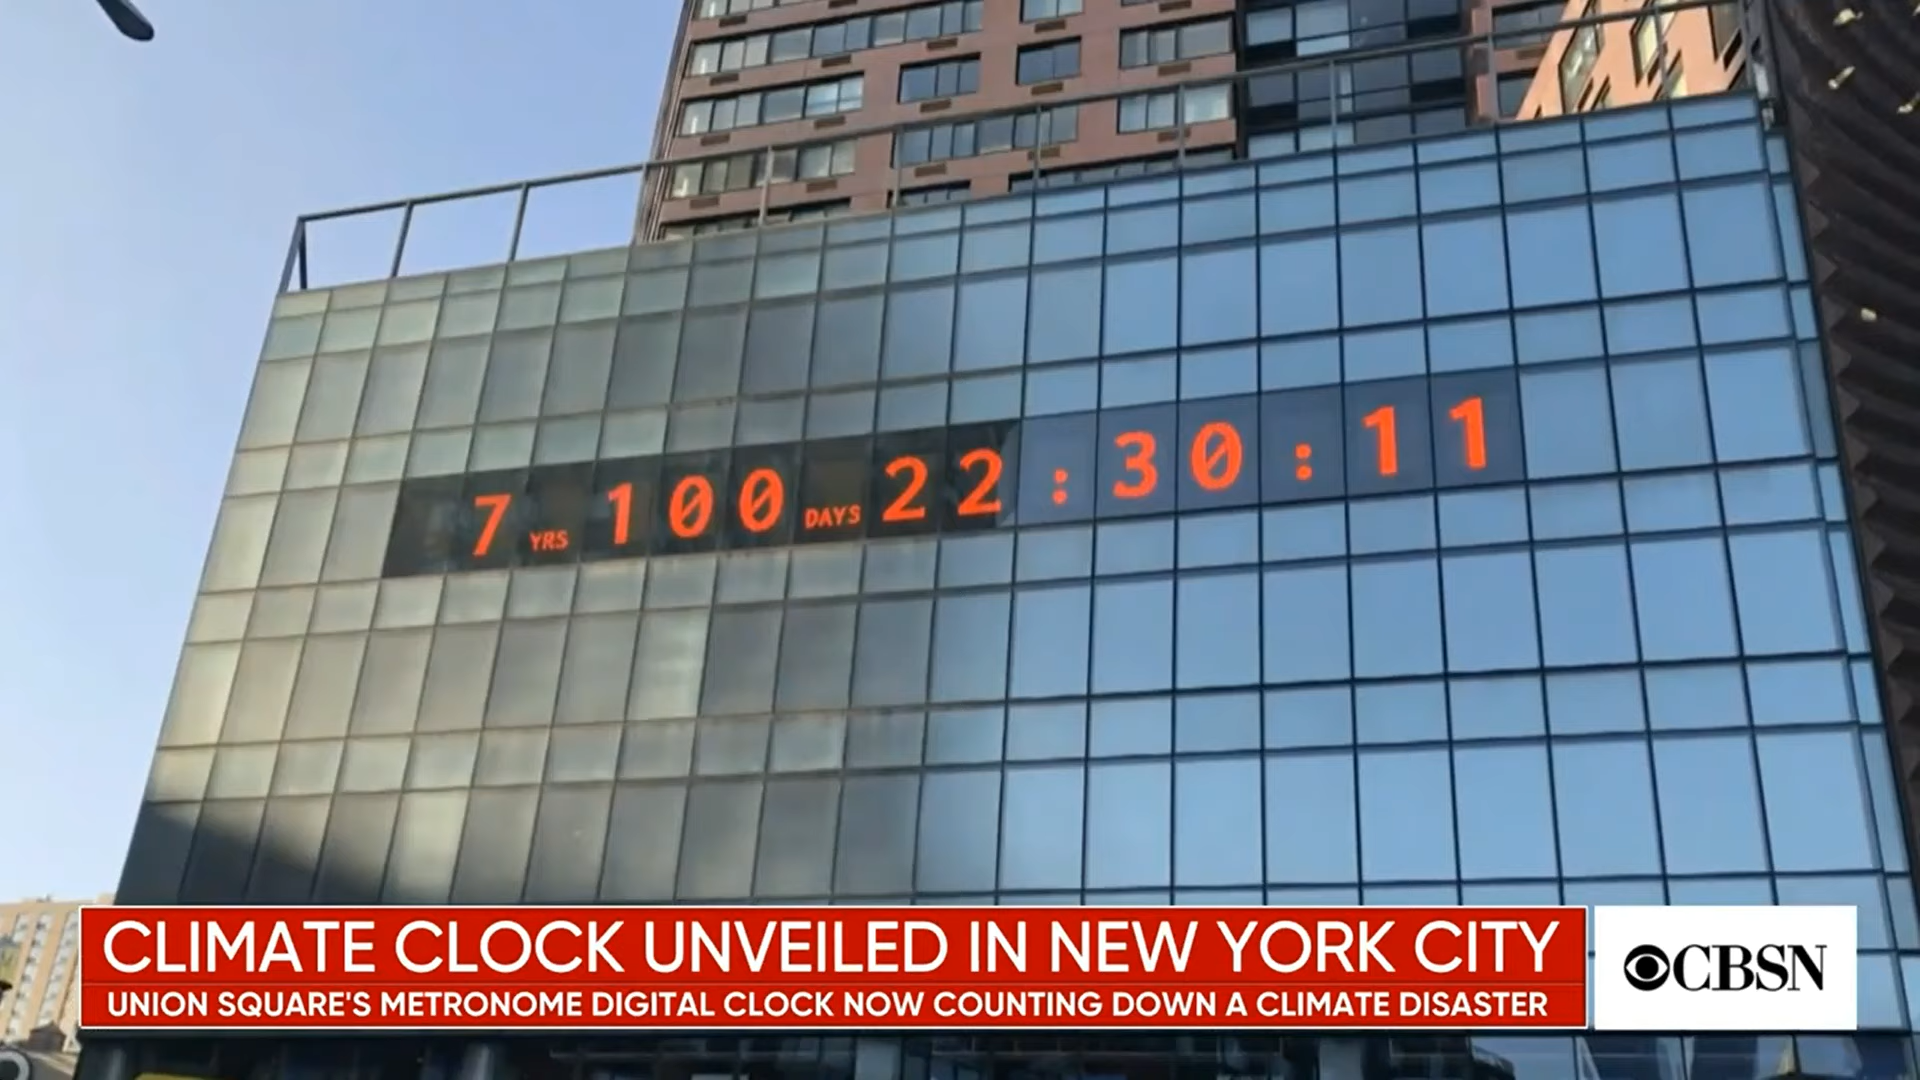 7 YRS 100 DAYS 22:30:11
CLIMATE CLOCK UNVEILED IN NEW YORK CITY
UNION SQUARE'S METRONOME DIGITAL CLOCK NOW COUNTING DOWN A CLIMATE DISASTER
CBSN